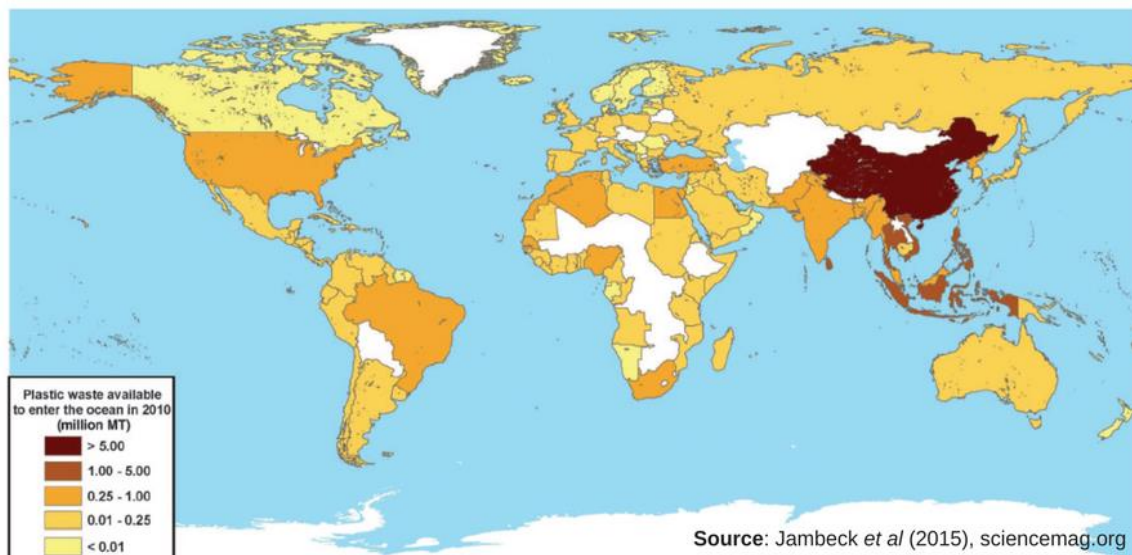 Plastic waste available
to enter the ocean in 2010
(million MT)
> 5.00
1.00 - 5.00
0.25 - 1.00
0.01 - 0.25
< 0.01
Source: Jambeck et al (2015), sciencemag.org